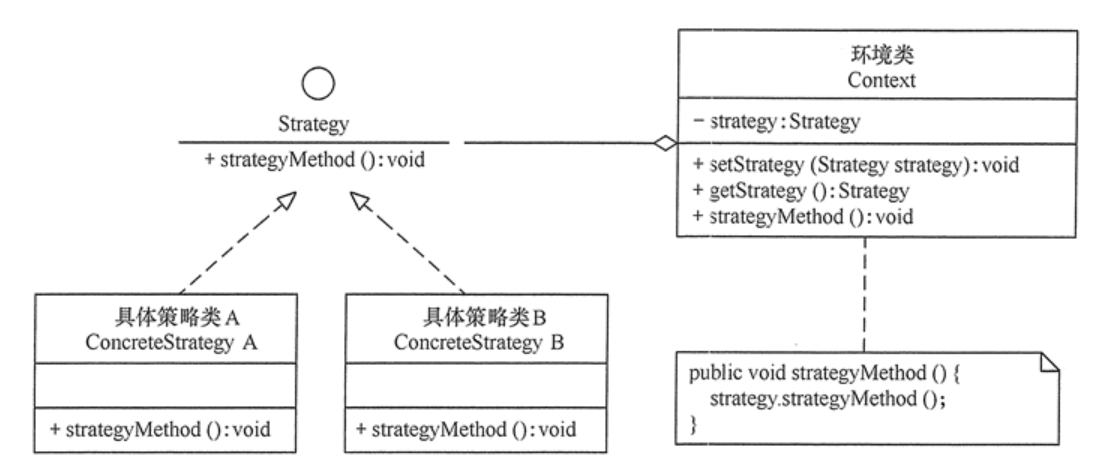 Strategy
+ strategyMethod (): void
环境类
Context
− strategy: Strategy
+ setStrategy (Strategy strategy): void
+ getStrategy (): Strategy
+ strategyMethod (): void
具体策略类A
ConcreteStrategy A
+ strategyMethod (): void
具体策略类B
ConcreteStrategy B
+ strategyMethod (): void
public void strategyMethod () {
strategy.strategyMethod ();
}